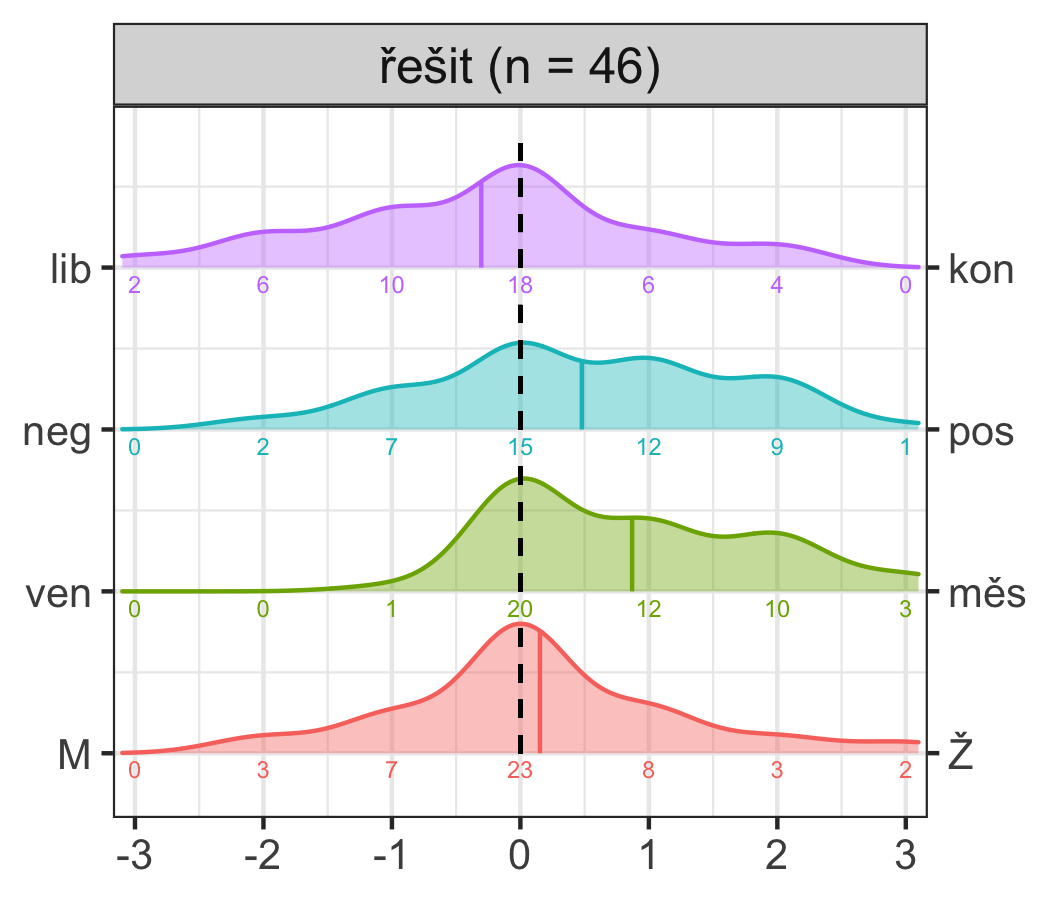 řešit (n = 46)
lib kon
2 6 10 18 6 4 0
neg pos
0 2 7 15 12 9 1
ven měs
0 0 1 20 12 10 3
M Ž
0 3 7 23 8 3 2
-3 -2 -1 0 1 2 3